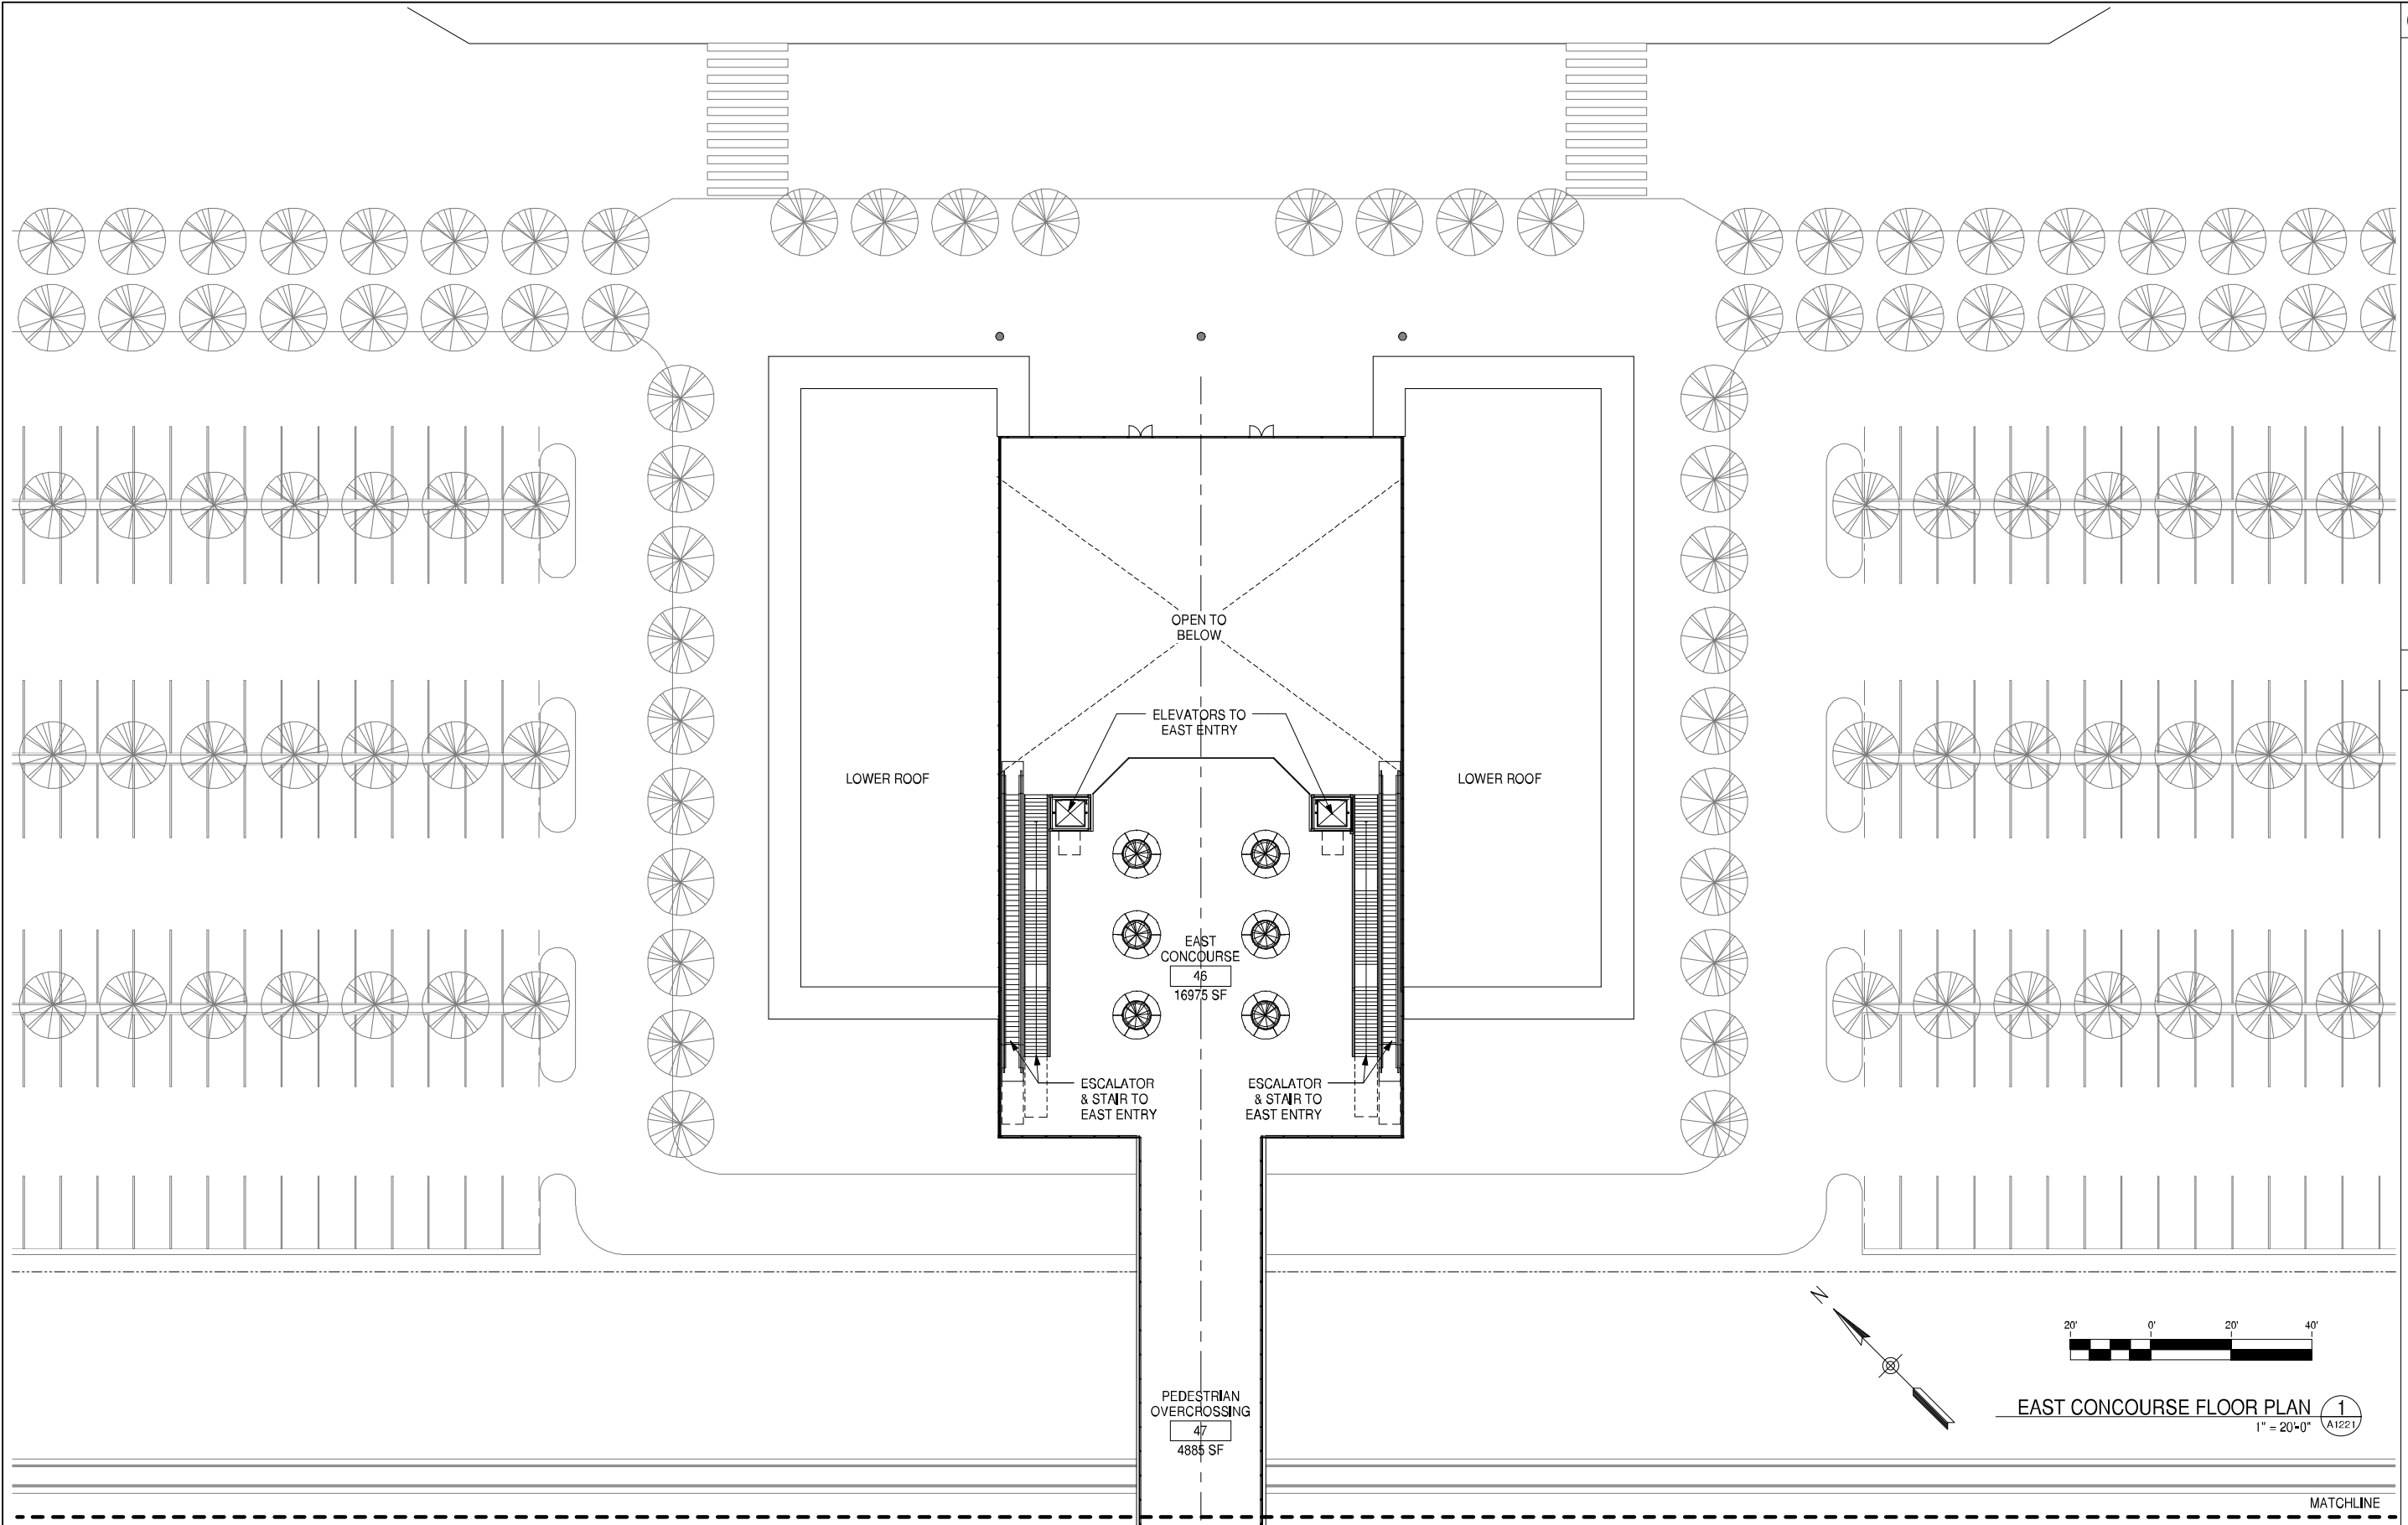 OPEN TO
BELOW
ELEVATORS TO
EAST ENTRY
LOWER ROOF
LOWER ROOF
EAST
CONCOURSE
46
16975 SF
ESCALATOR
& STAIR TO
EAST ENTRY
ESCALATOR
& STAIR TO
EAST ENTRY
N
20' 0' 20' 40'
PEDESTRIAN
OVERCROSSING
47
4885 SF
EAST CONCOURSE FLOOR PLAN 1
1" = 20'-0" A1221
MATCHLINE